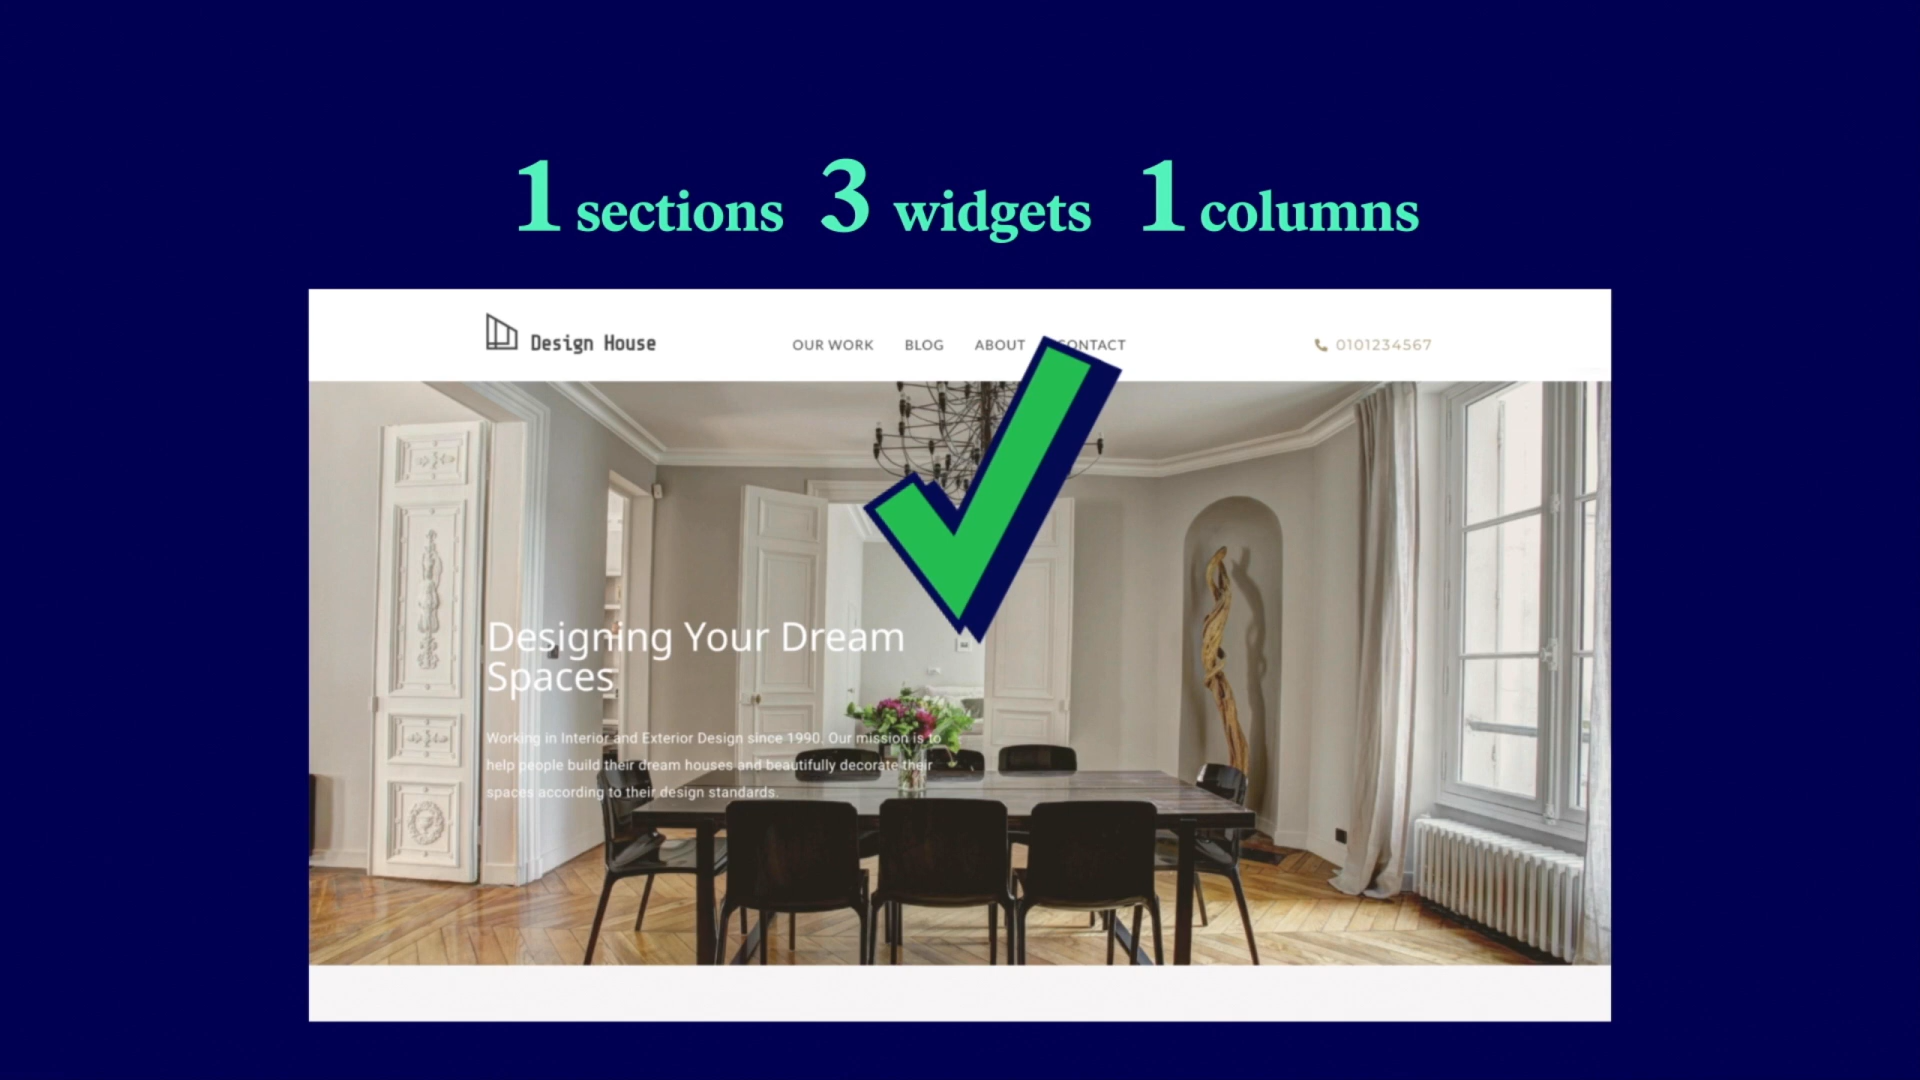 1 sections 3 widgets 1 columns
Design House
OUR WORK BLOG ABOUT CONTACT
0101234567
Designing Your Dream
Spaces
Working in Interior and Exterior Design since 1990. Our mission is to
help people build their dream houses and beautifully decorate their
spaces according to their design standards.